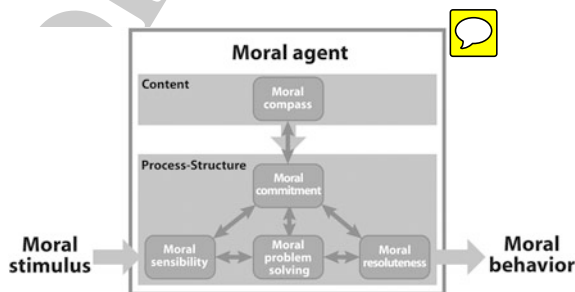 Moral agent
Content
Moral
compass
Process-Structure
Moral
commitment
Moral
stimulus
Moral
sensibility
Moral
problem
solving
Moral
resoluteness
Moral
behavior